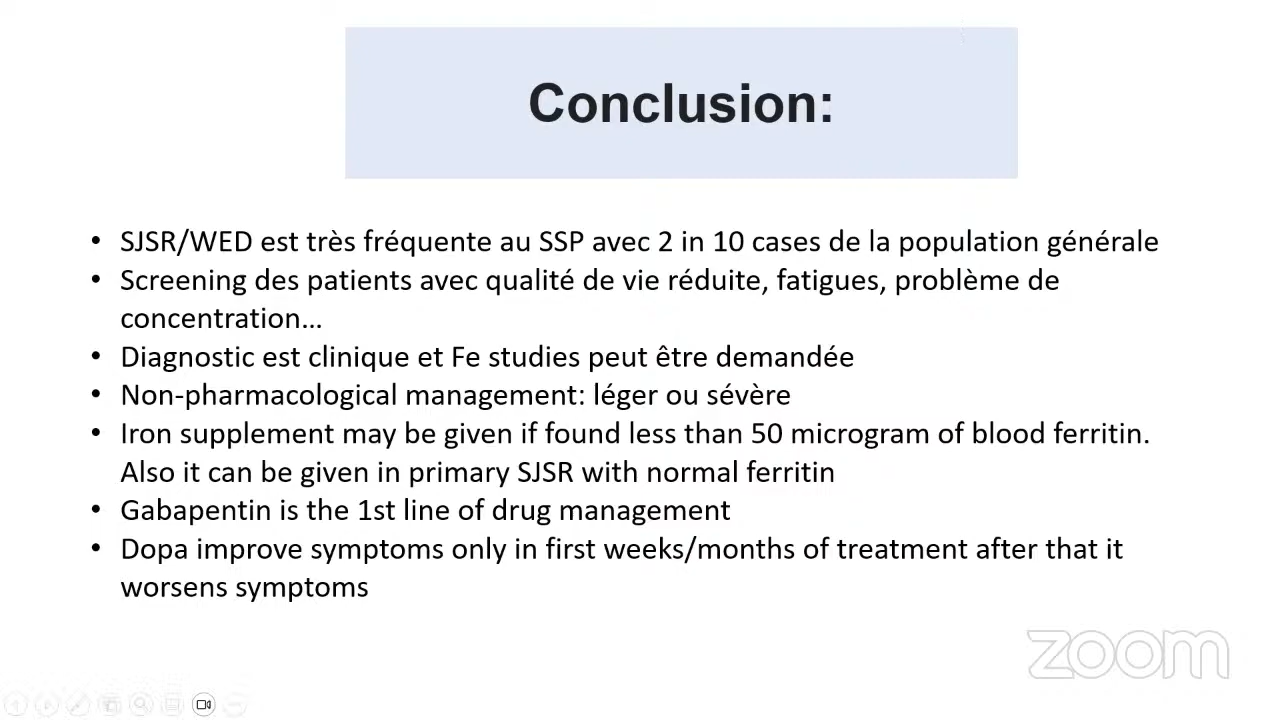 Conclusion:
• SJSR/WED est très fréquente au SSP avec 2 in 10 cases de la population générale
• Screening des patients avec qualité de vie réduite, fatigues, problème de
concentration…
• Diagnostic est clinique et Fe studies peut être demandée
• Non-pharmacological management: léger ou sévère
• Iron supplement may be given if found less than 50 microgram of blood ferritin.
Also it can be given in primary SJSR with normal ferritin
• Gabapentin is the 1st line of drug management
• Dopa improve symptoms only in first weeks/months of treatment after that it
worsens symptoms
zoom